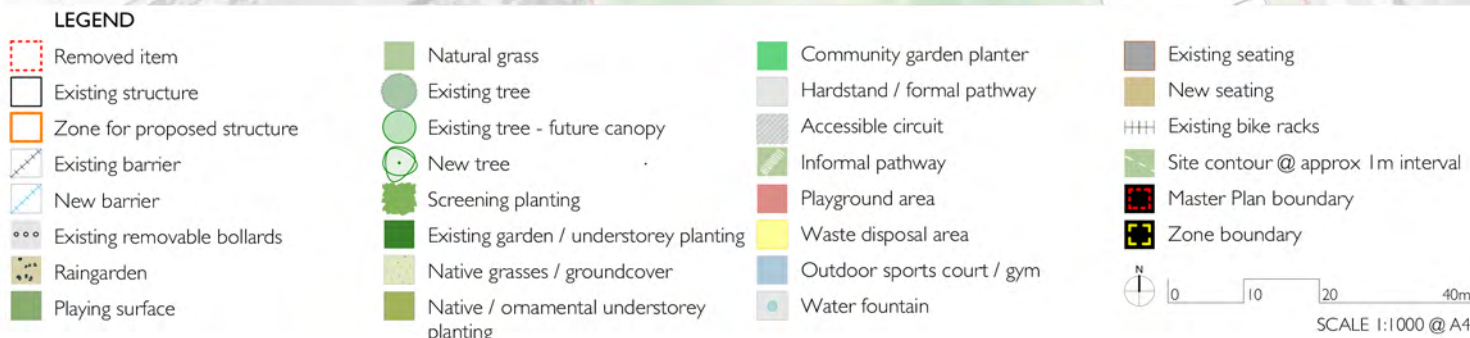 LEGEND
Removed item
Existing structure
Zone for proposed structure
Existing barrier
New barrier
Existing removable bollards
Raingarden
Playing surface
Natural grass
Existing tree
Existing tree - future canopy
New tree
Screening planting
Existing garden / understorey planting
Native grasses / groundcover
Native / ornamental understorey
planting
Community garden planter
Hardstand / formal pathway
Accessible circuit
Informal pathway
Playground area
Waste disposal area
Outdoor sports court / gym
Water fountain
Existing seating
New seating
Existing bike racks
Site contour @ approx 1m interval
Master Plan boundary
Zone boundary
N
0 10 20 40m
SCALE 1:1000 @ A4